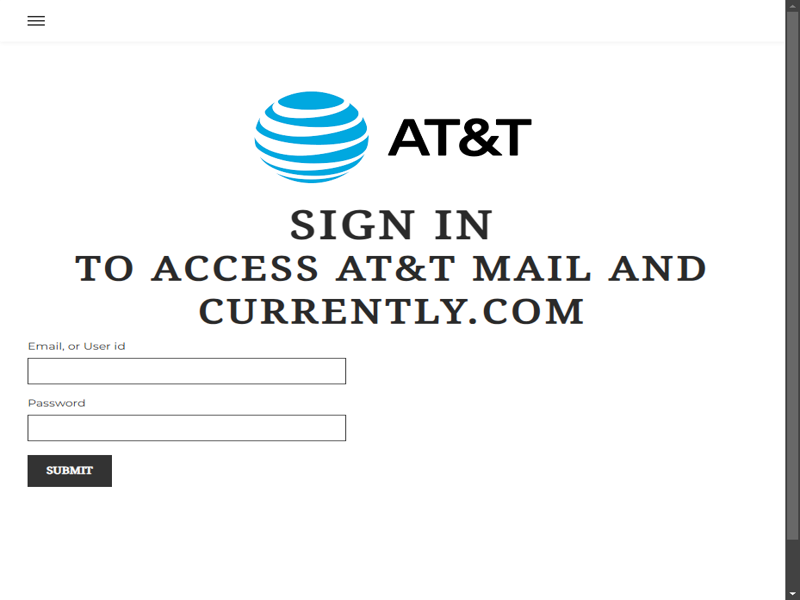 AT&T
SIGN IN
TO ACCESS AT&T MAIL AND
CURRENTLY.COM
Email, or User id
Password
SUBMIT